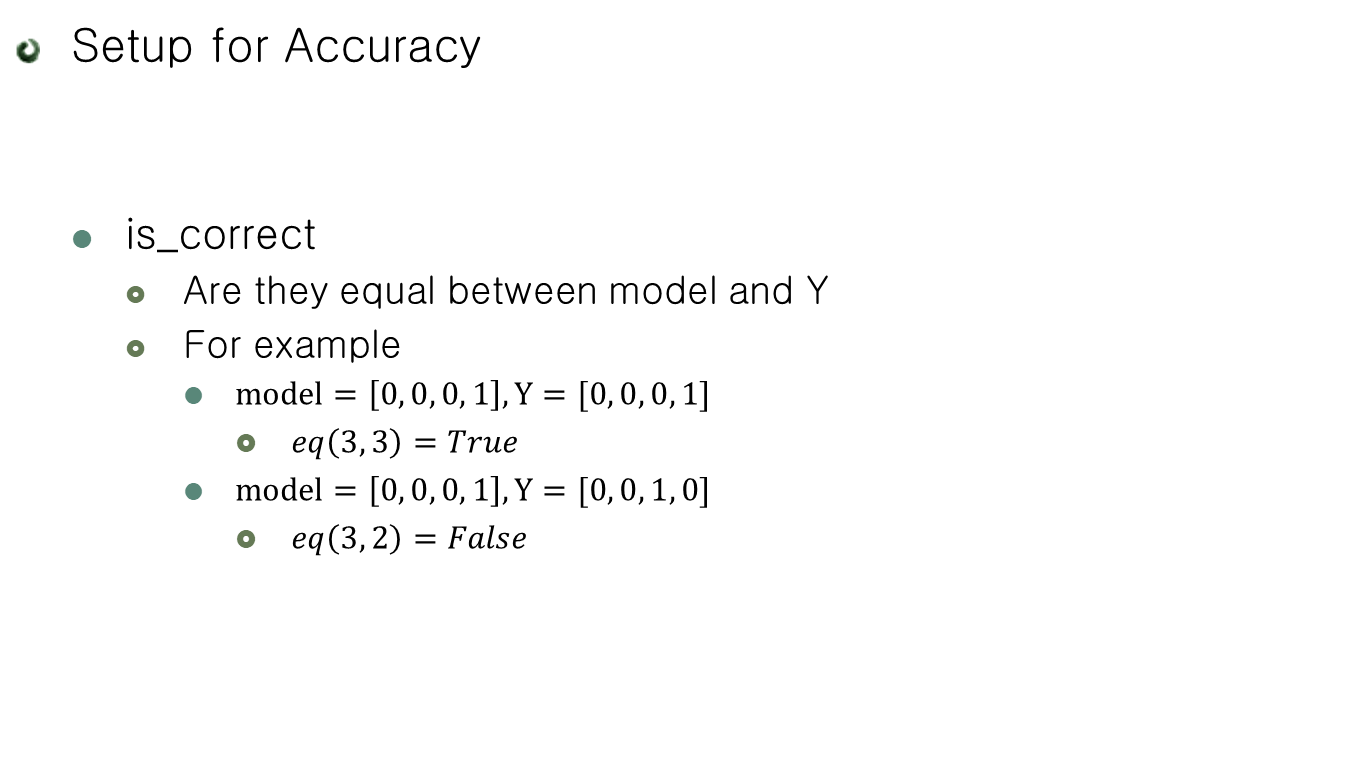 Setup for Accuracy
is_correct
Are they equal between model and Y
For example
model = [0, 0, 0, 1], Y = [0, 0, 0, 1]
eq(3, 3) = True
model = [0, 0, 0, 1], Y = [0, 0, 1, 0]
eq(3, 2) = False